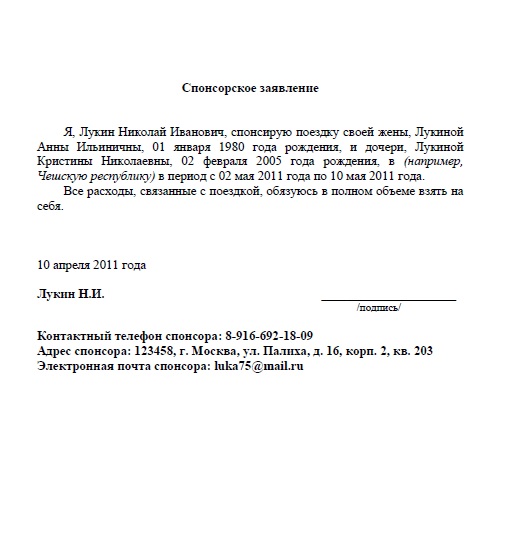 Спонсорское заявление
Я, Лукин Николай Иванович, спонсирую поездку своей жены, Лукиной
Анны Ильиничны, 01 января 1980 года рождения, и дочери, Лукиной
Кристины Николаевны, 02 февраля 2005 года рождения, в (например,
Чешскую республику) в период с 02 мая 2011 года по 10 мая 2011 года.
Все расходы, связанные с поездкой, обязуюсь в полном объеме взять на
себя.
10 апреля 2011 года
Лукин Н.И.
/подпись/
Контактный телефон спонсора: 8-916-692-18-09
Адрес спонсора: 123458, г. Москва, ул. Палиха, д. 16, корп. 2, кв. 203
Электронная почта спонсора: luka75@mail.ru